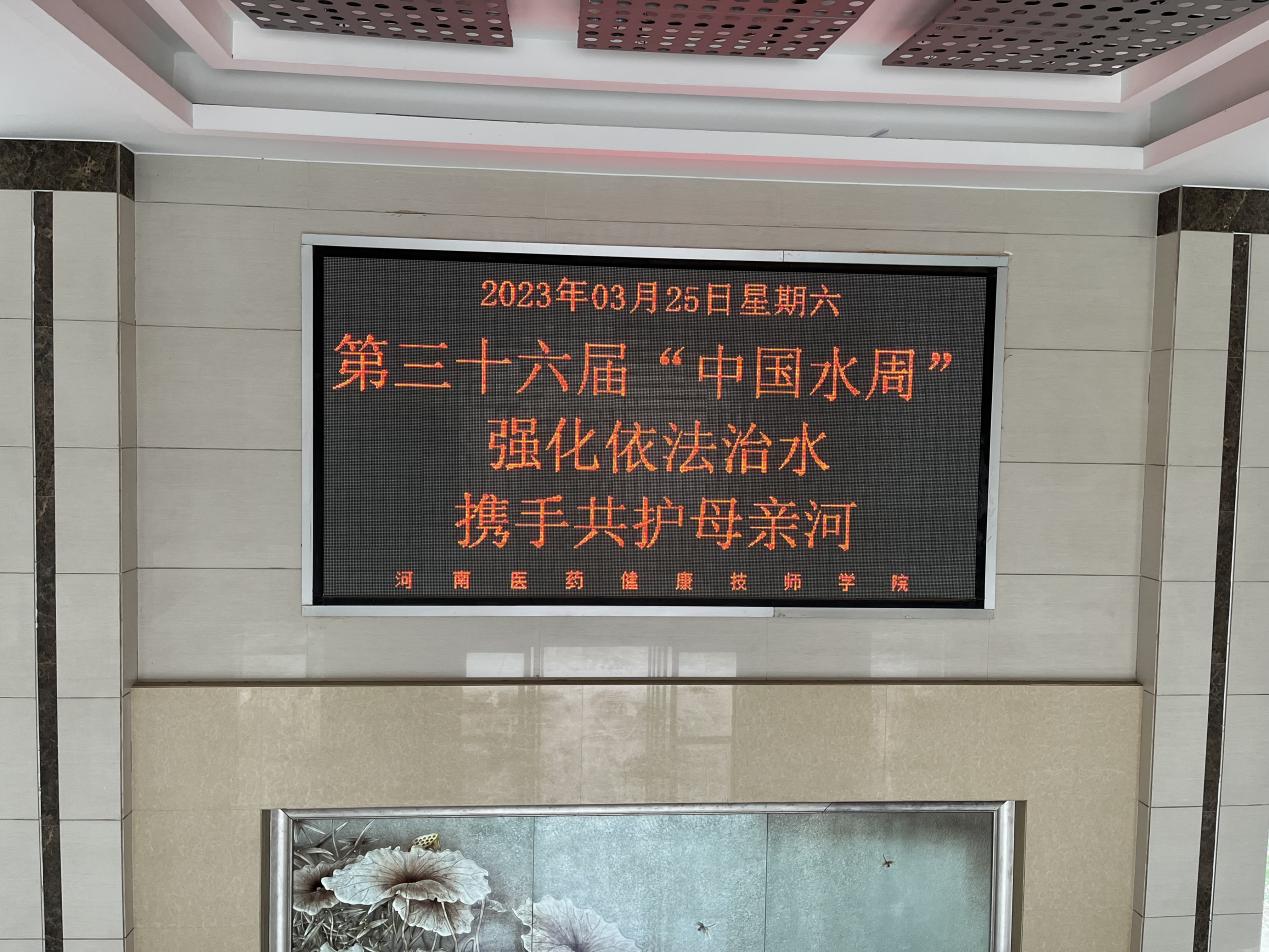 2023年03月25日星期六
第三十六届“中国水周”
强化依法治水
携手共护母亲河
河南医药健康技师学院